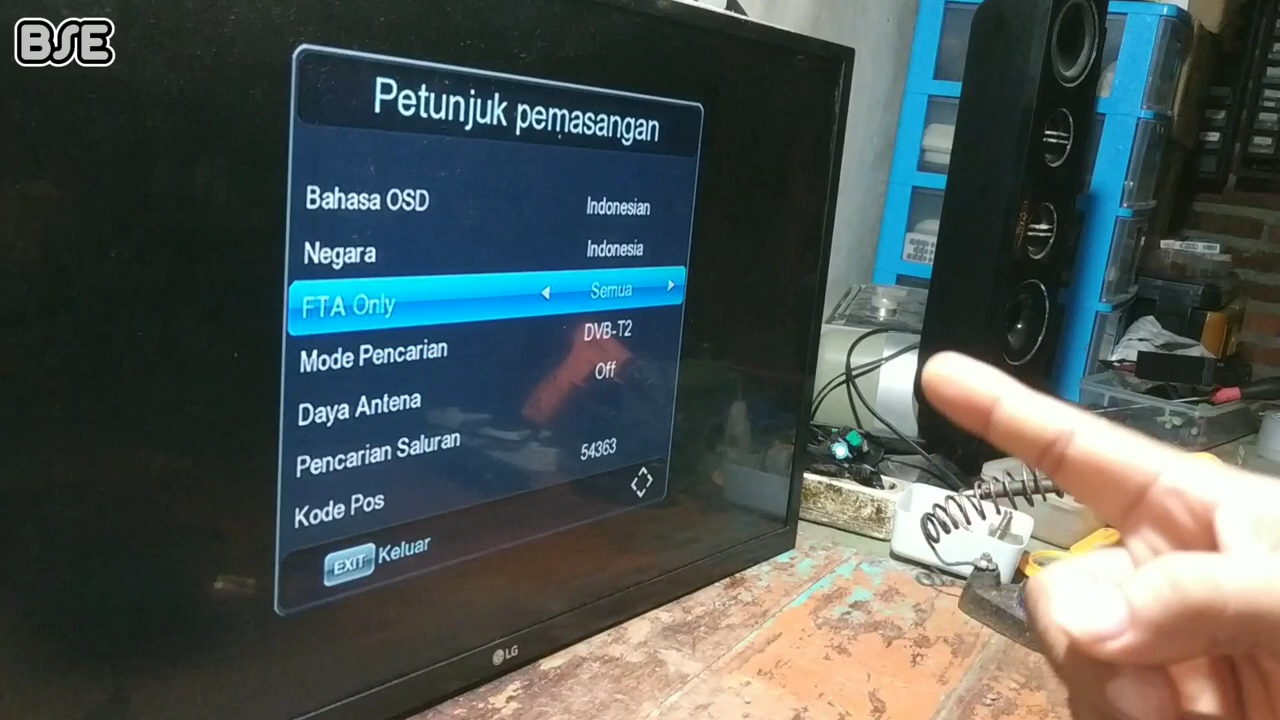 BSE
Petunjuk pemasangan
Bahasa OSD Indonesian
Negara Indonesia
FTA Only Semua
Mode Pencarian DVB-T2
Daya Antena Off
Pencarian Saluran
Kode Pos 54363
EXIT Keluar
LG